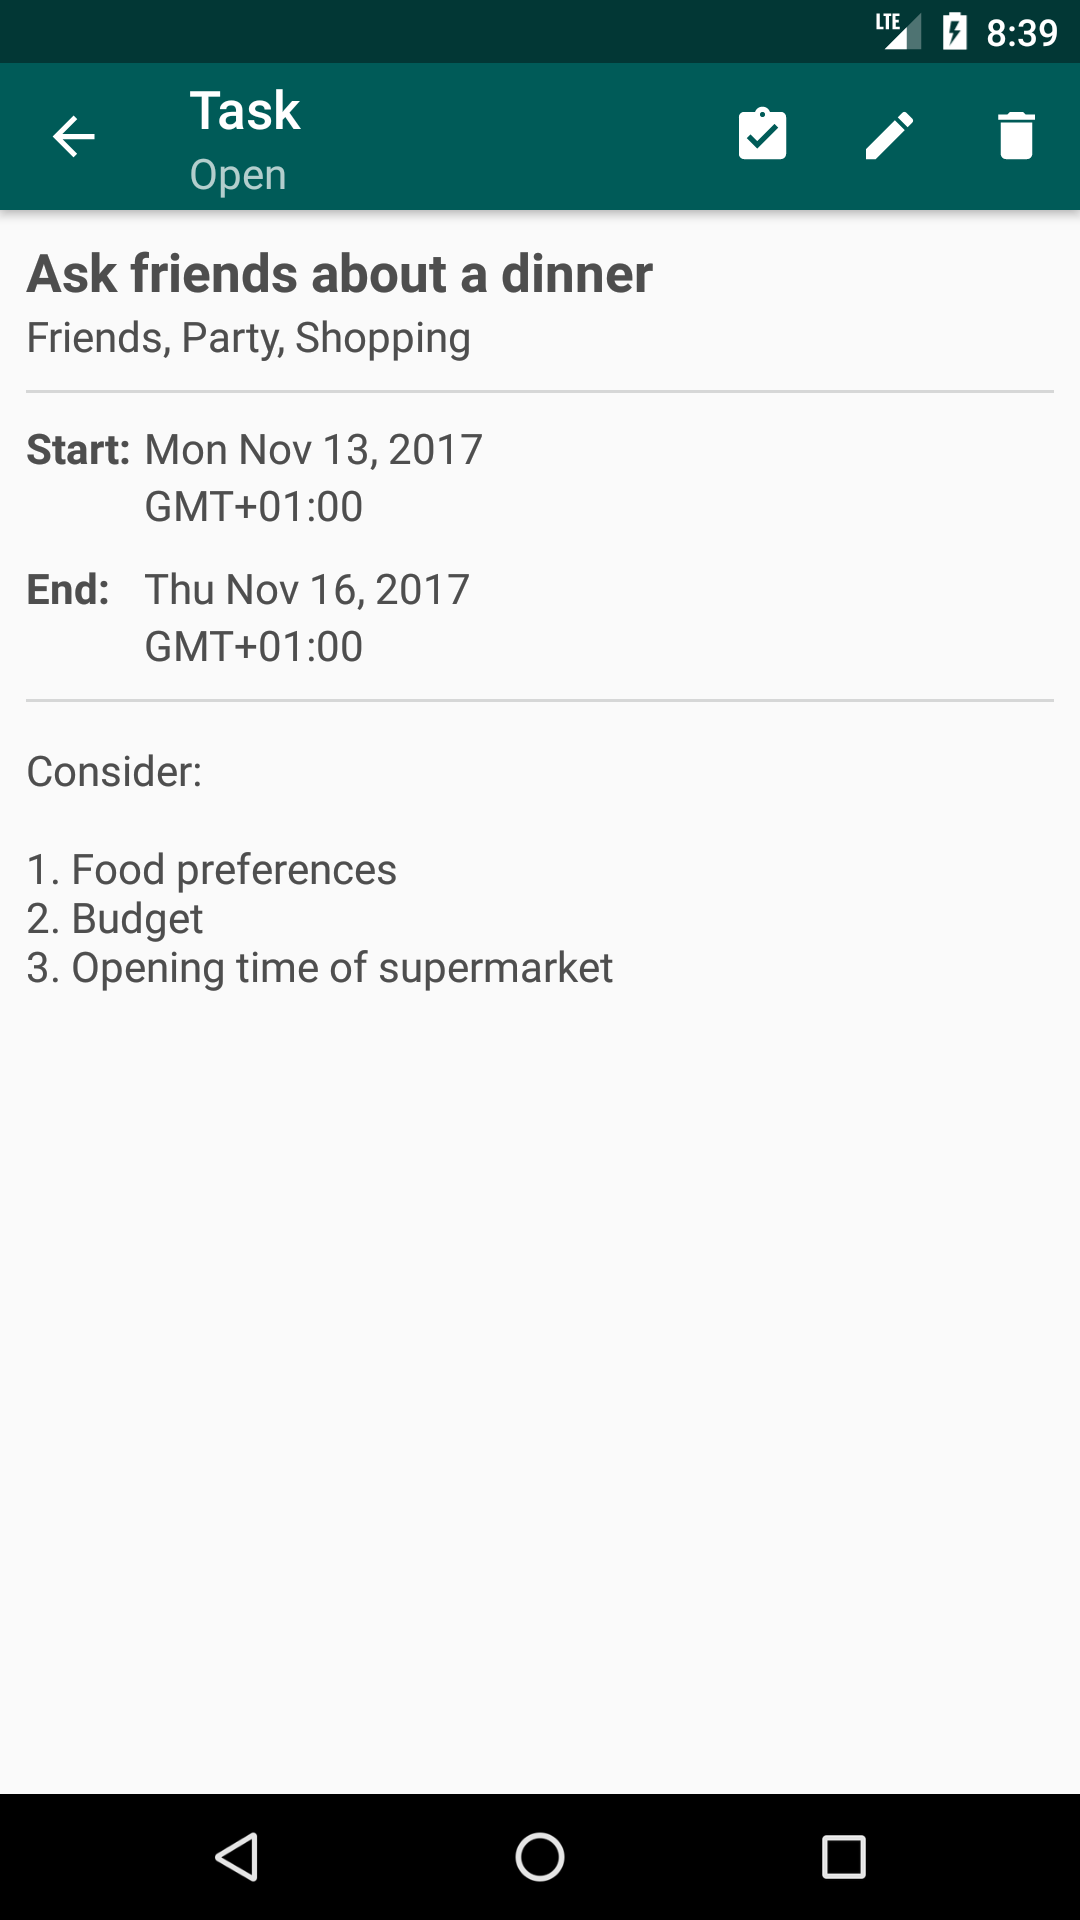 LTE 8:39
Task
Open
Ask friends about a dinner
Friends, Party, Shopping
Start: Mon Nov 13, 2017
GMT+01:00
End: Thu Nov 16, 2017
GMT+01:00
Consider:
1. Food preferences
2. Budget
3. Opening time of supermarket